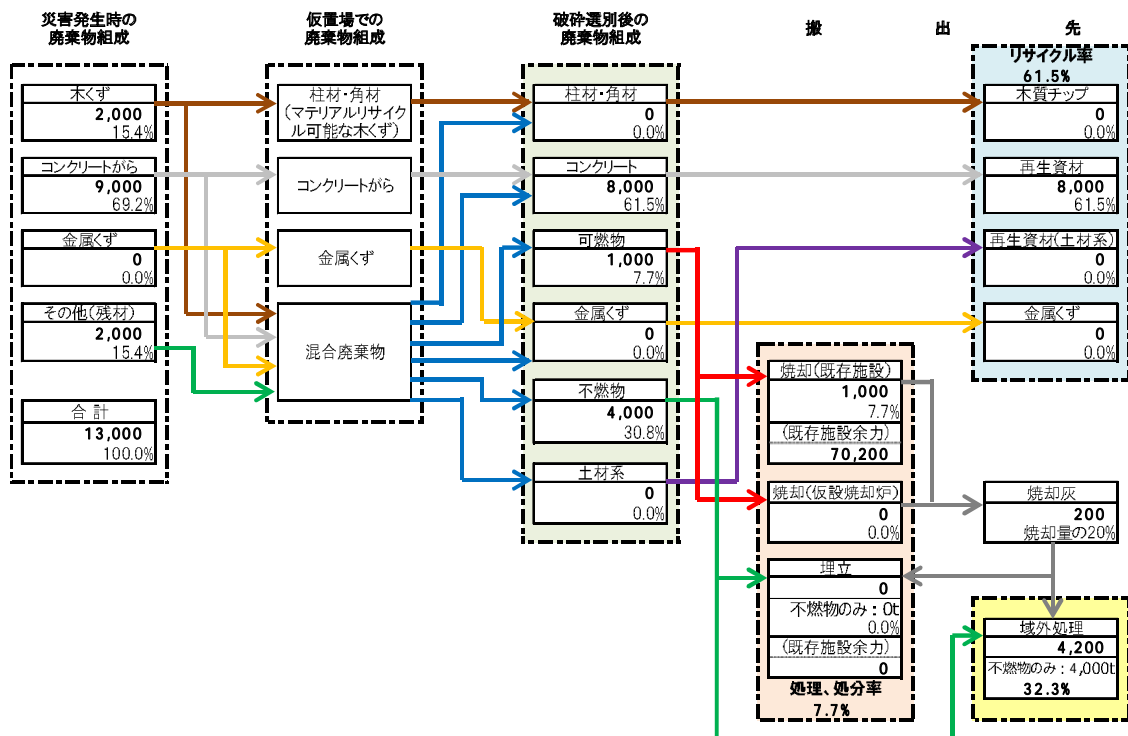 災害発生時の
廃棄物組成
木くず
2,000
15.4%
コンクリートがら
9,000
69.2%
金属くず
0
0.0%
その他(残材)
2,000
15.4%
合計
13,000
100.0%
仮置場での
廃棄物組成
柱材・角材
(マテリアルリサイク
ル可能な木くず)
コンクリートがら
金属くず
混合廃棄物
破砕選別後の
廃棄物組成
柱材・角材
0
0.0%
コンクリート
8,000
61.5%
可燃物
1,000
7.7%
金属くず
0
0.0%
不燃物
4,000
30.8%
土材系
0
0.0%
搬 出 先
焼却(既存施設)
1,000
7.7%
(既存施設余力)
70,200
焼却(仮設焼却炉)
0
0.0%
埋立
0
不燃物のみ：0t
0.0%
(既存施設余力)
0
処理、処分率
7.7%
リサイクル率
61.5%
木質チップ
0
0.0%
再生資材
8,000
61.5%
再生資材(土材系)
0
0.0%
金属くず
0
0.0%
焼却灰
200
焼却量の20%
域外処理
4,200
不燃物のみ：4,000t
32.3%